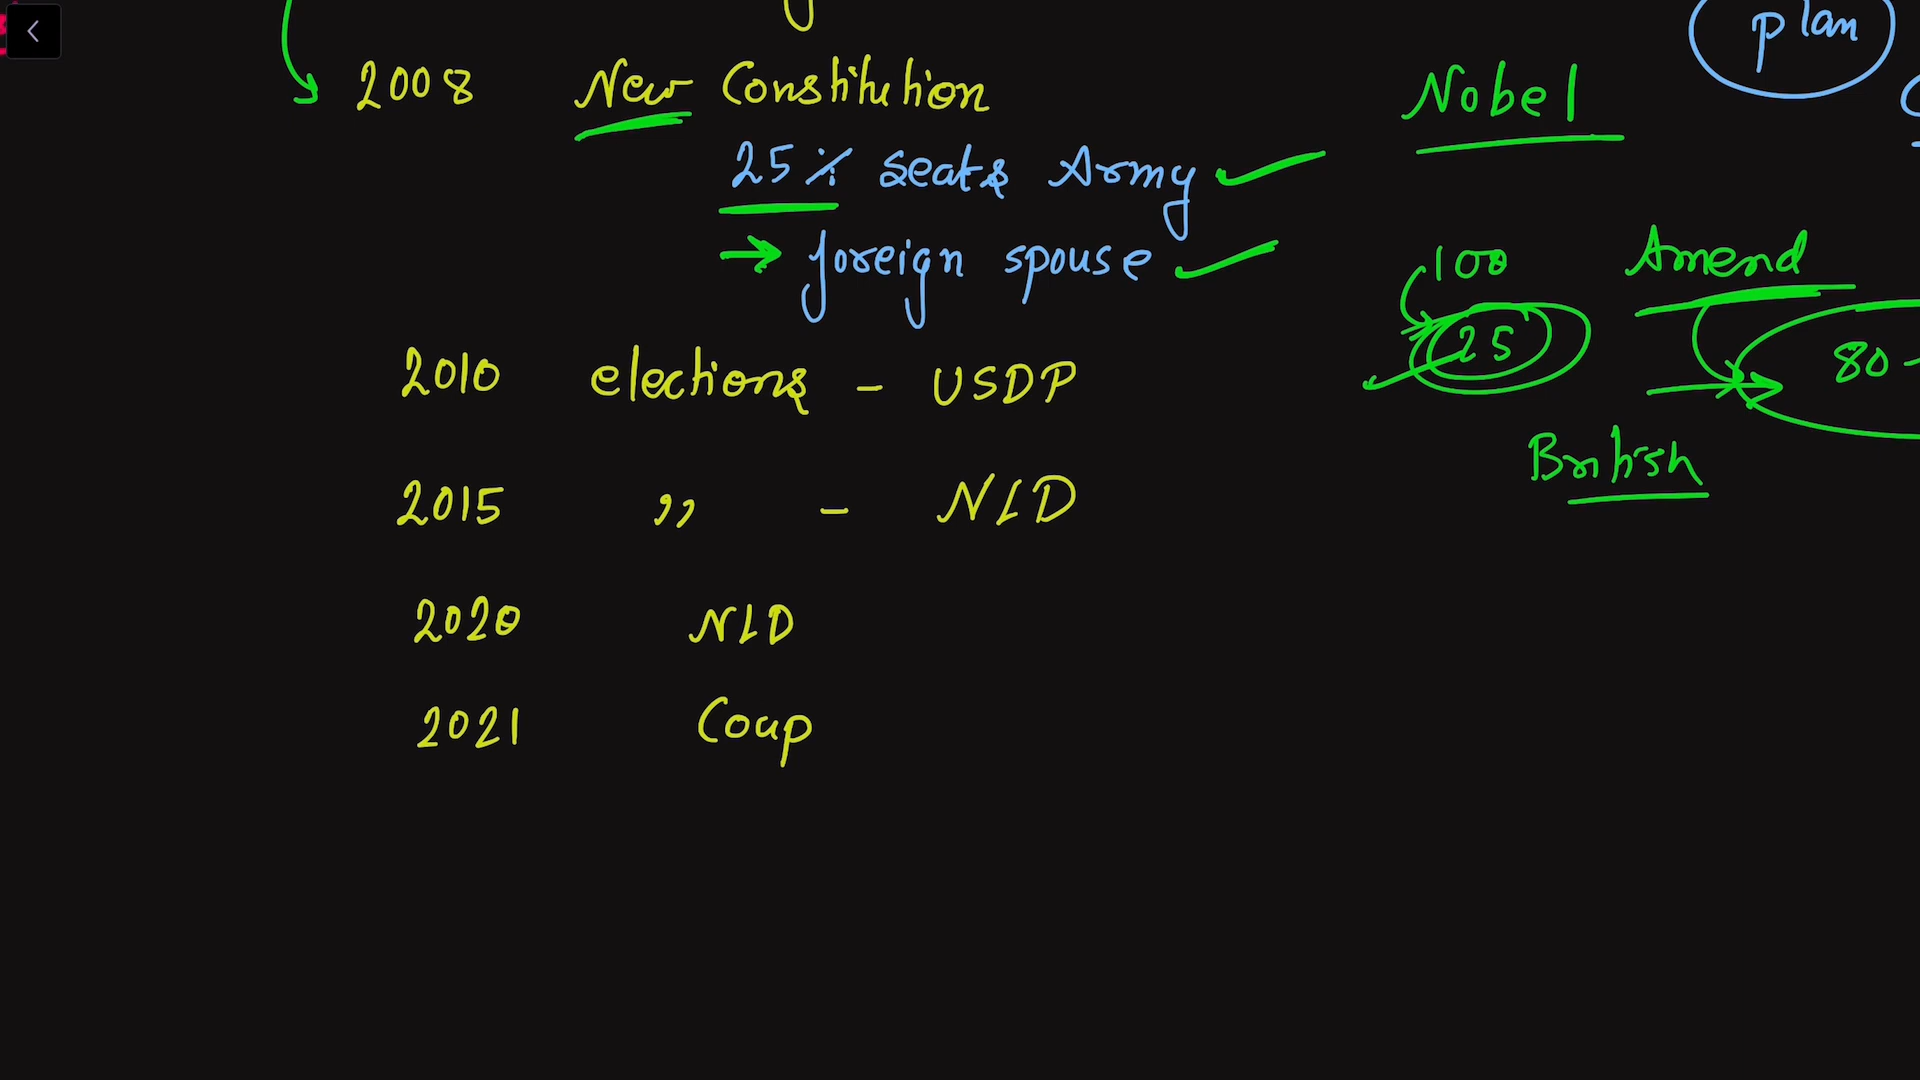 plan
2008 New Constitution
Nobel
25% seats Army
→ foreign spouse
100
Amend
25
80
2010 elections - USDP
British
2015 ,, - NLD
2020 NLD
2021 Coup